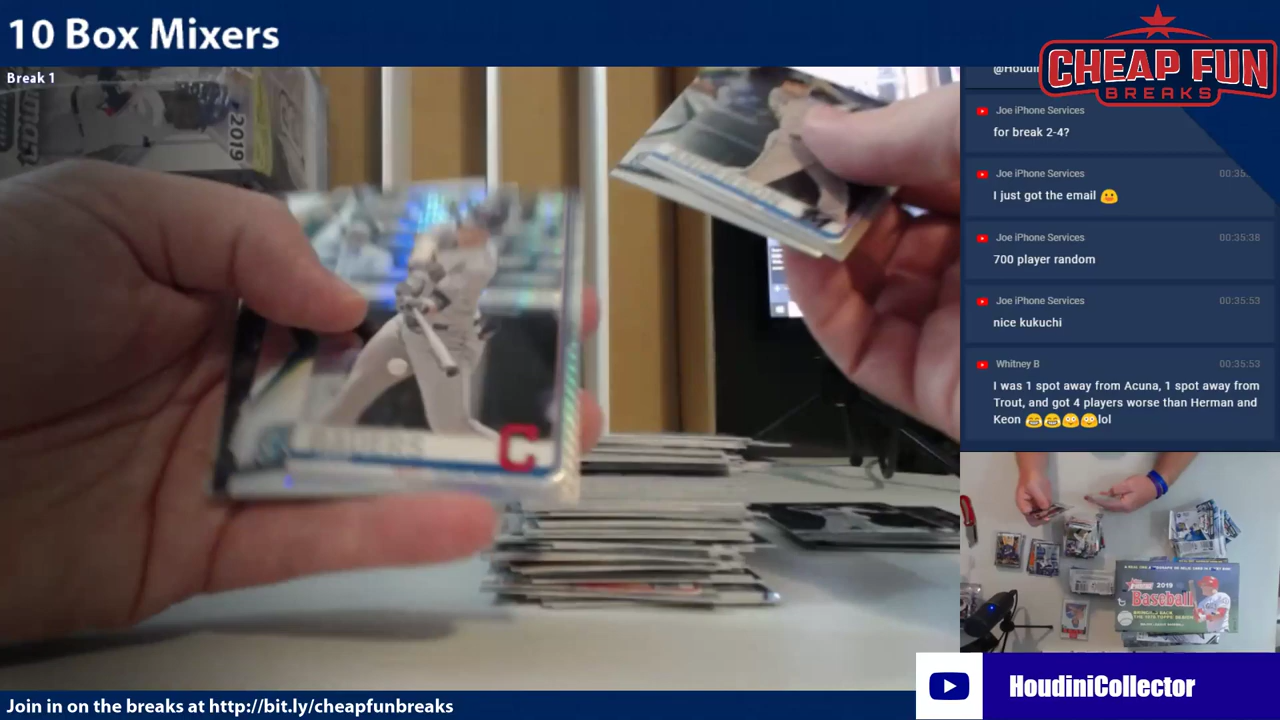 10 Box Mixers
CHEAP FUN
BREAKS
Break 1
2019
Joe iPhone Services
for break 2-4?
Joe iPhone Services
00:35
I just got the email 😛
Joe iPhone Services
00:35:38
700 player random
Joe iPhone Services
00:35:53
nice kukuchi
Whitney B
00:35:53
I was 1 spot away from Acuna, 1 spot away from
Trout, and got 4 players worse than Herman and
Keon 😂😂😳😳lol
C
2019
Baseball
HoudiniCollector
Join in on the breaks at http://bit.ly/cheapfunbreaks